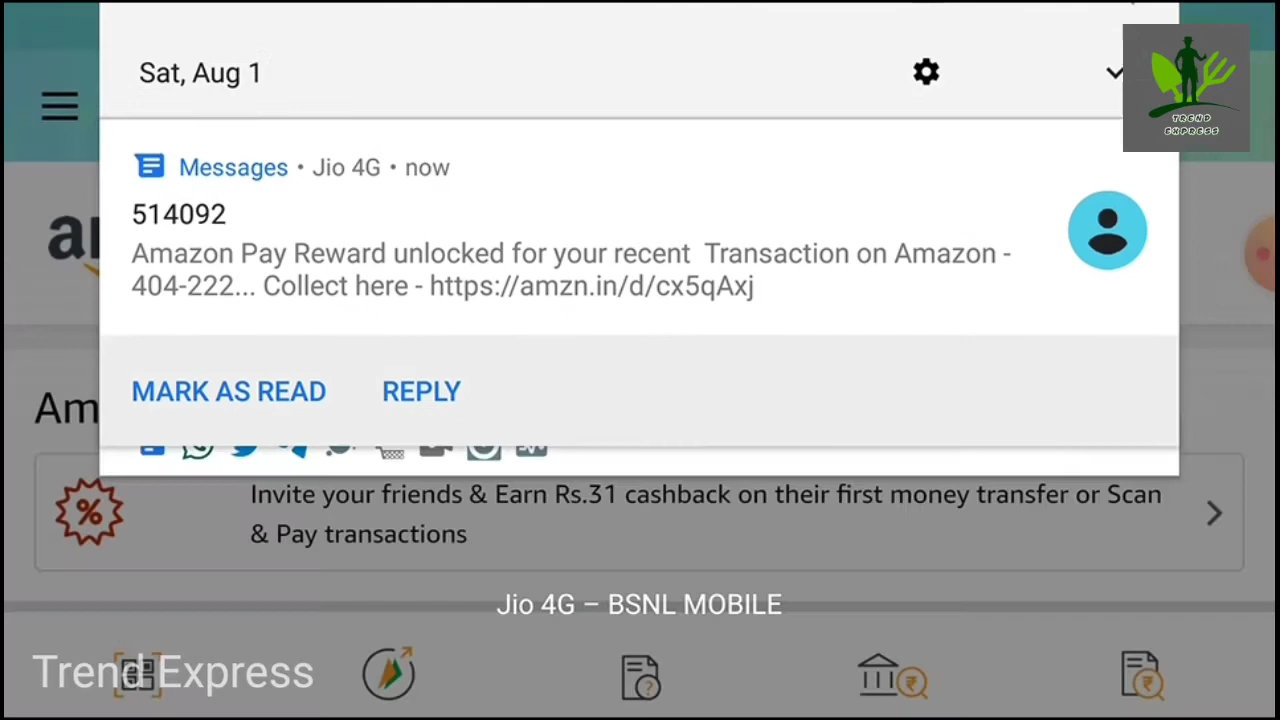 Sat, Aug 1
TREND
EXPRESS
Messages • Jio 4G • now
514092
Amazon Pay Reward unlocked for your recent  Transaction on Amazon -
404-222... Collect here - https://amzn.in/d/cx5qAxj
MARK AS READ REPLY
Invite your friends & Earn Rs.31 cashback on their first money transfer or Scan
& Pay transactions
Jio 4G – BSNL MOBILE
Trend Express